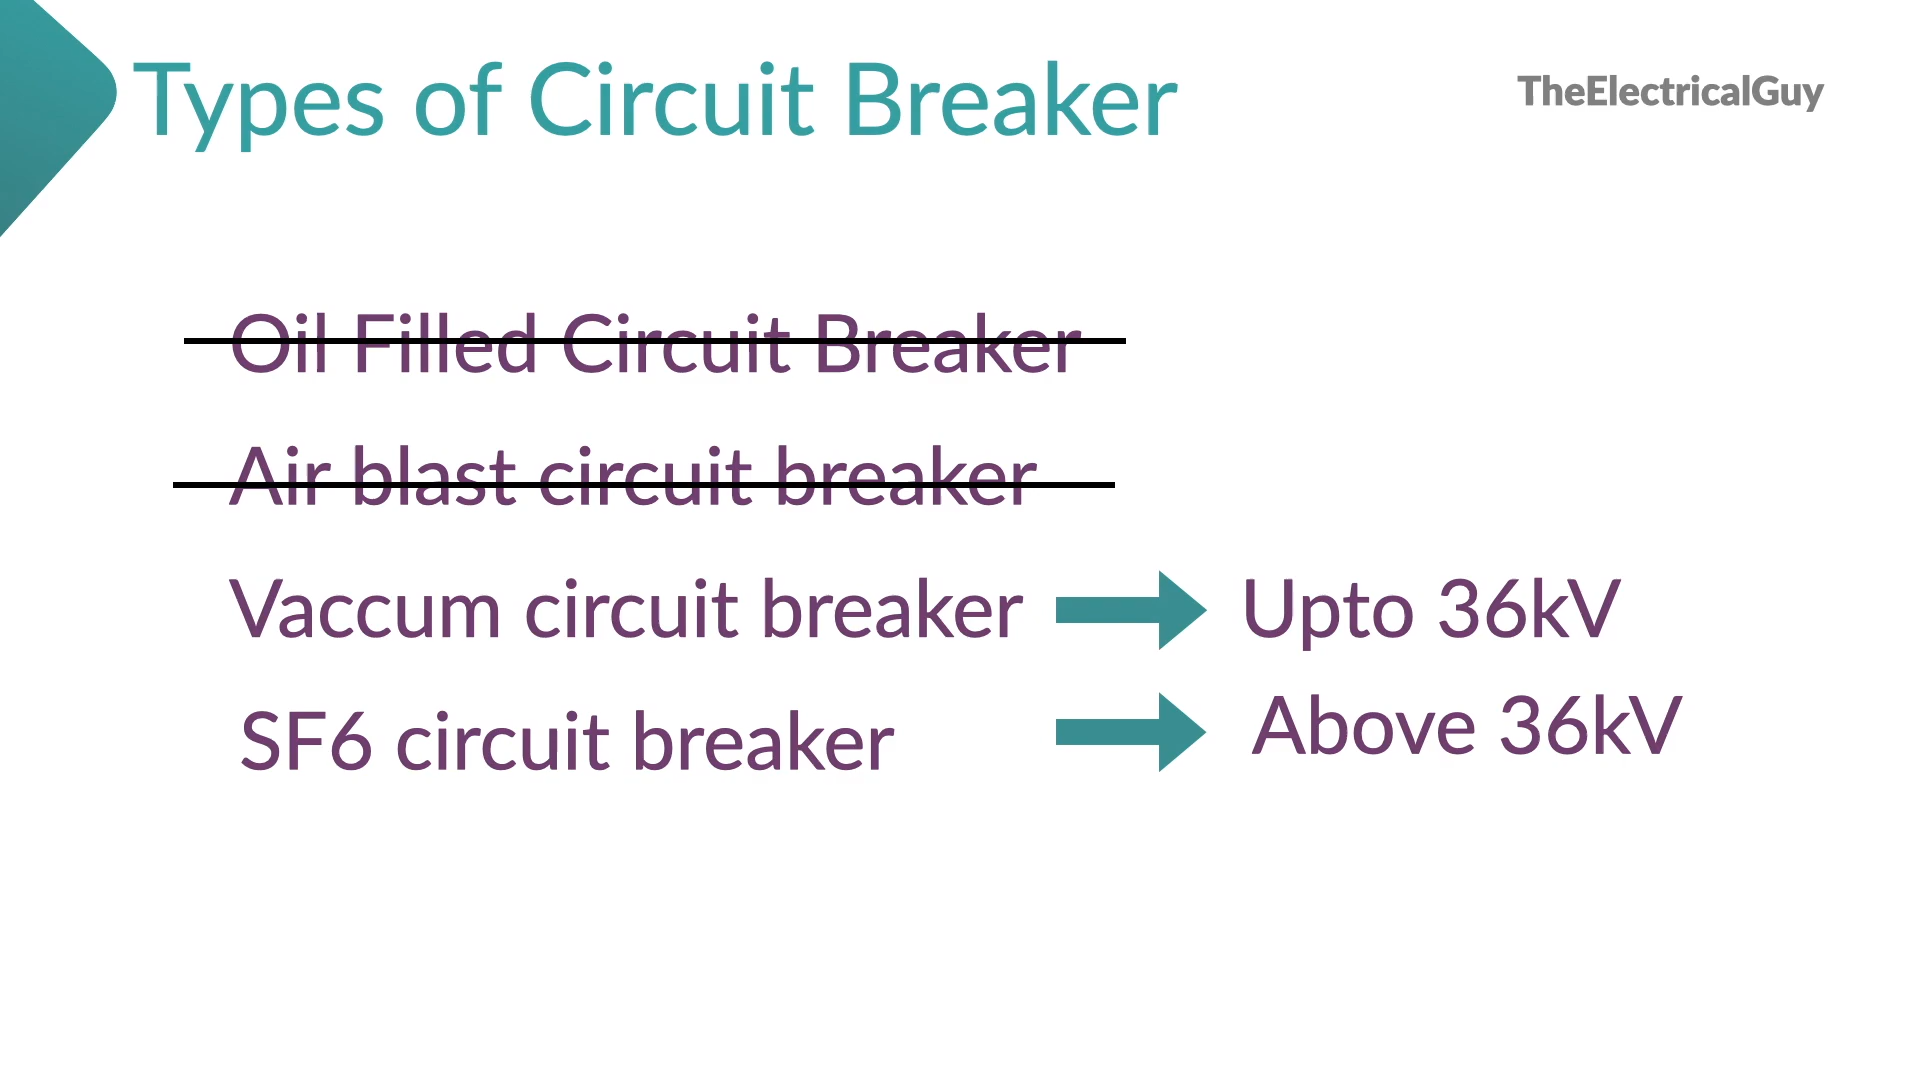 Types of Circuit Breaker
TheElectricalGuy
Oil Filled Circuit Breaker
Air blast circuit breaker
Vaccum circuit breaker Upto 36kV
SF6 circuit breaker Above 36kV